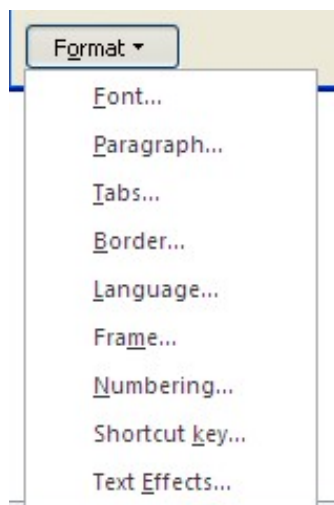 Format
Font...
Paragraph...
Tabs...
Border...
Language...
Frame...
Numbering...
Shortcut key...
Text Effects...